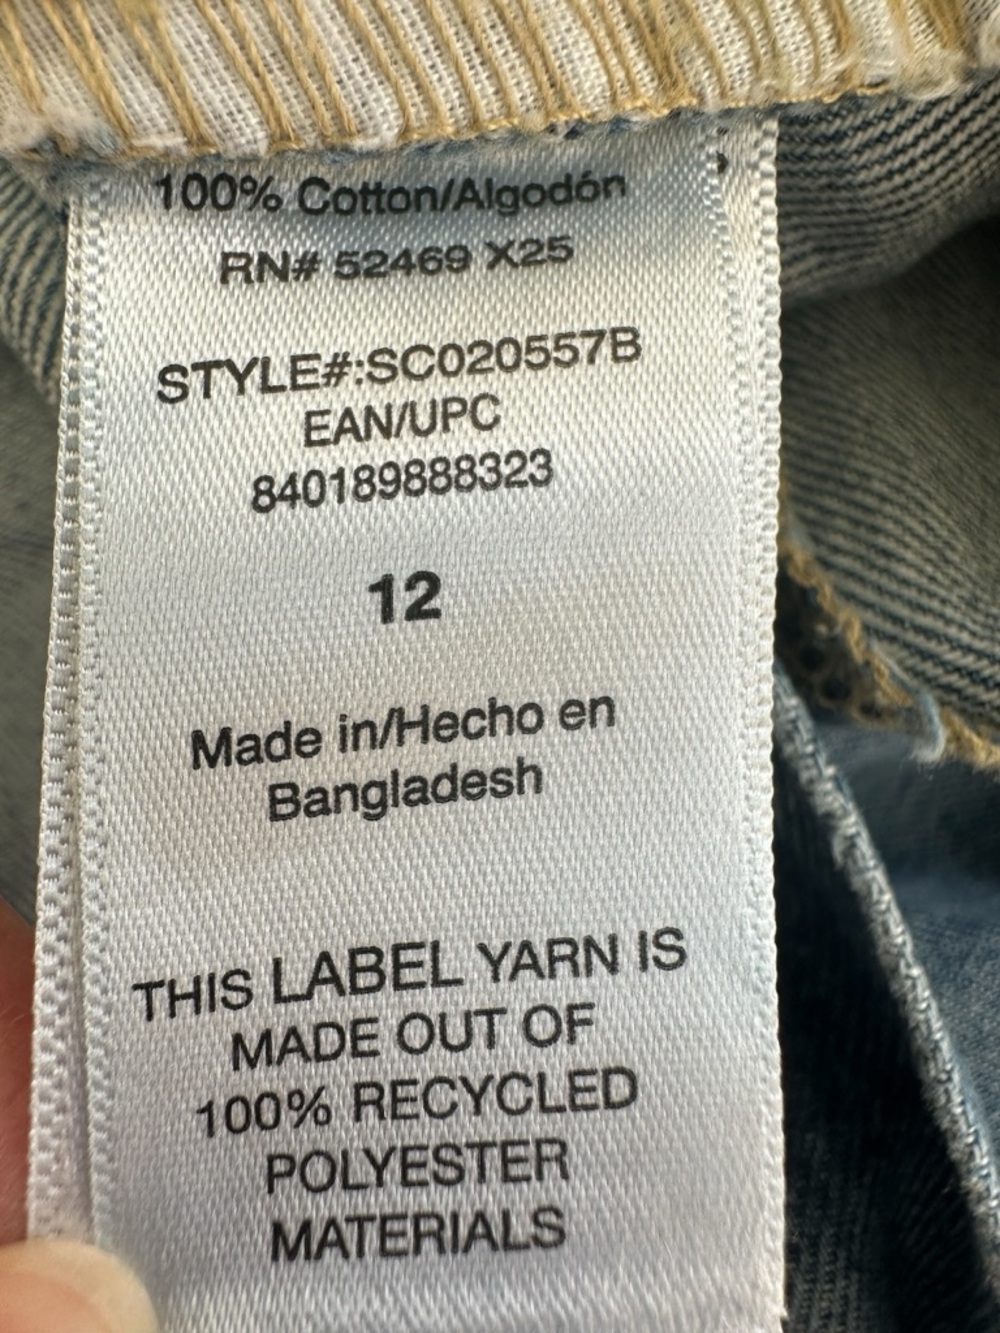 100% Cotton/Algodón
RN# 52469 X25
STYLE#:SC020557B
EAN/UPC
840189888323
12
Made in/Hecho en
Bangladesh
THIS LABEL YARN IS
MADE OUT OF
100% RECYCLED
POLYESTER
MATERIALS